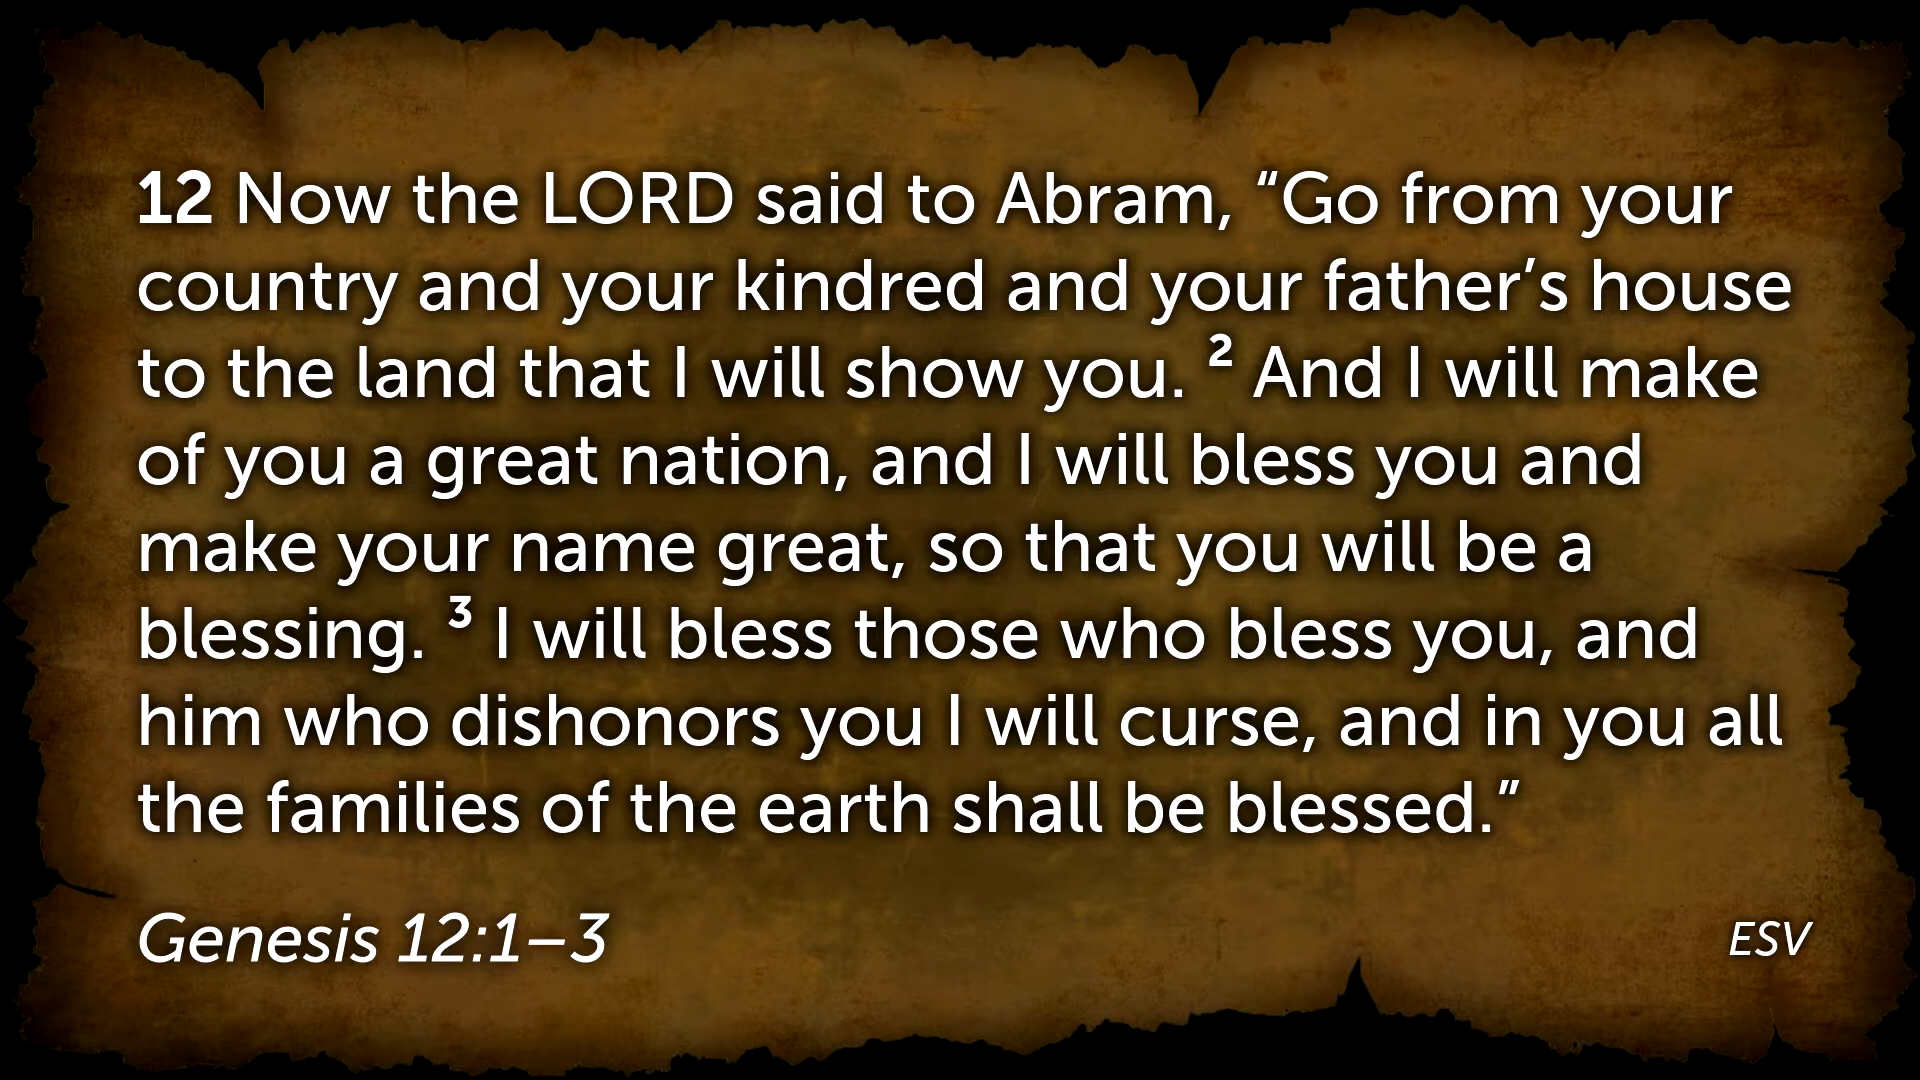 12 Now the LORD said to Abram, “Go from your
country and your kindred and your father’s house
to the land that I will show you. ² And I will make
of you a great nation, and I will bless you and
make your name great, so that you will be a
blessing. ³ I will bless those who bless you, and
him who dishonors you I will curse, and in you all
the families of the earth shall be blessed.”
Genesis 12:1–3
ESV